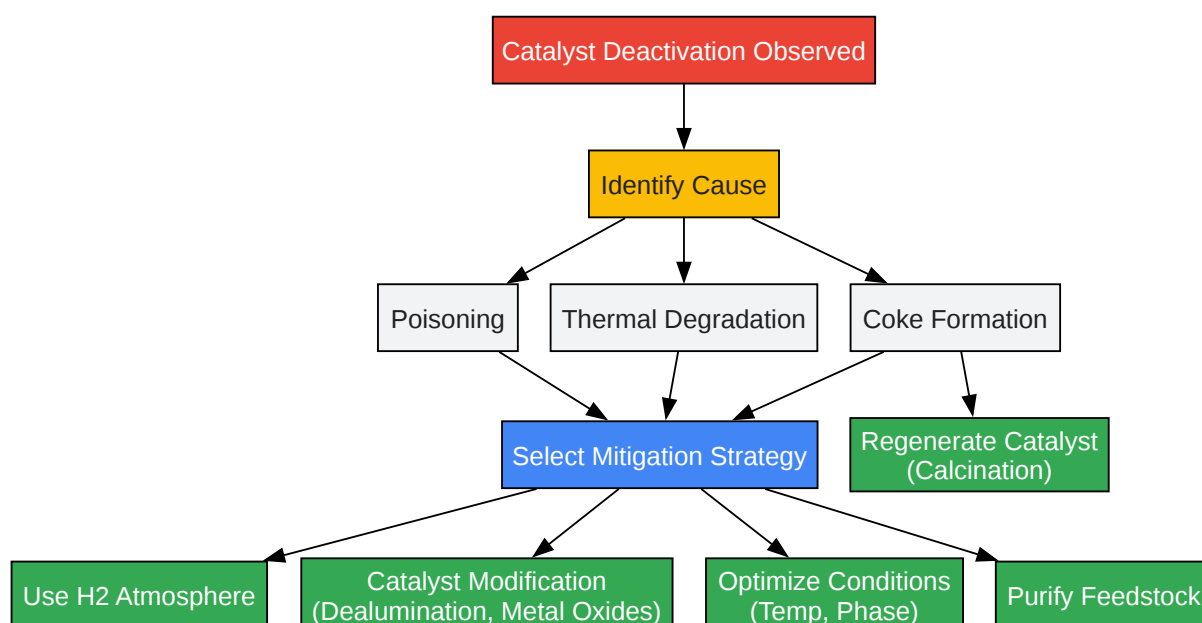 Catalyst Deactivation Observed
Identify Cause
Poisoning
Thermal Degradation
Coke Formation
Select Mitigation Strategy
Regenerate Catalyst
(Calcination)
Use H2 Atmosphere
Catalyst Modification
(Dealumination, Metal Oxides)
Optimize Conditions
(Temp, Phase)
Purify Feedstock